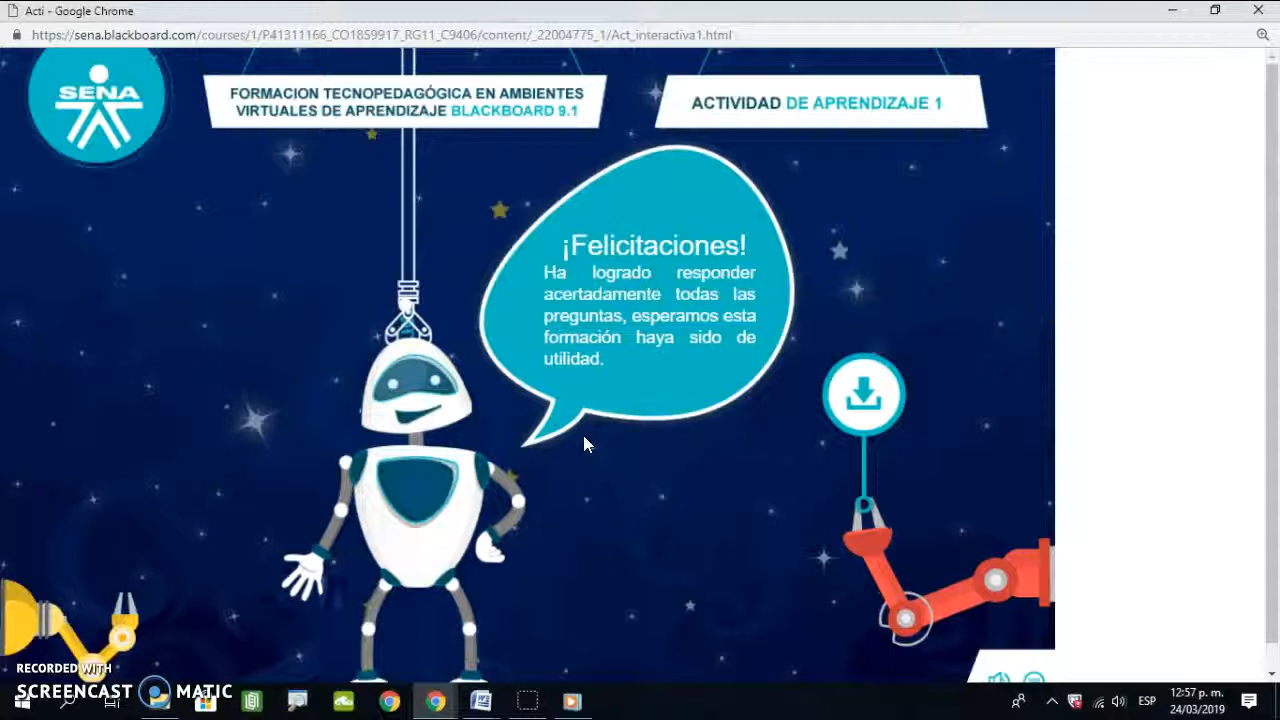 Acti - Google Chrome
https://sena.blackboard.com/courses/1/P41311166_CO1859917_RG11_C9406/content/_22004775_1/Act_interactiva1.html
SENA
FORMACION TECNOPEDAGÓGICA EN AMBIENTES
VIRTUALES DE APRENDIZAJE BLACKBOARD 9.1
ACTIVIDAD DE APRENDIZAJE 1
¡Felicitaciones!
Ha logrado responder
acertadamente todas las
preguntas, esperamos esta
formación haya sido de
utilidad.
RECORDED WITH
SCREENCAST MATIC
ESP
12:57 p. m.
24/03/2019